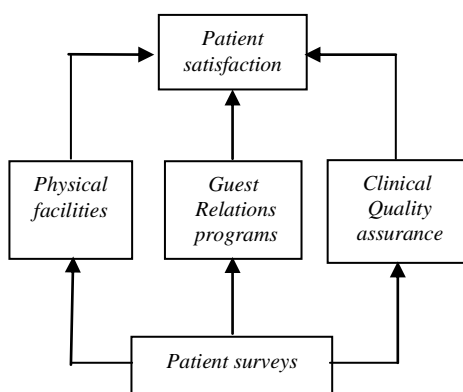 Patient
satisfaction
Physical
facilities
Guest
Relations
programs
Clinical
Quality
assurance
Patient surveys